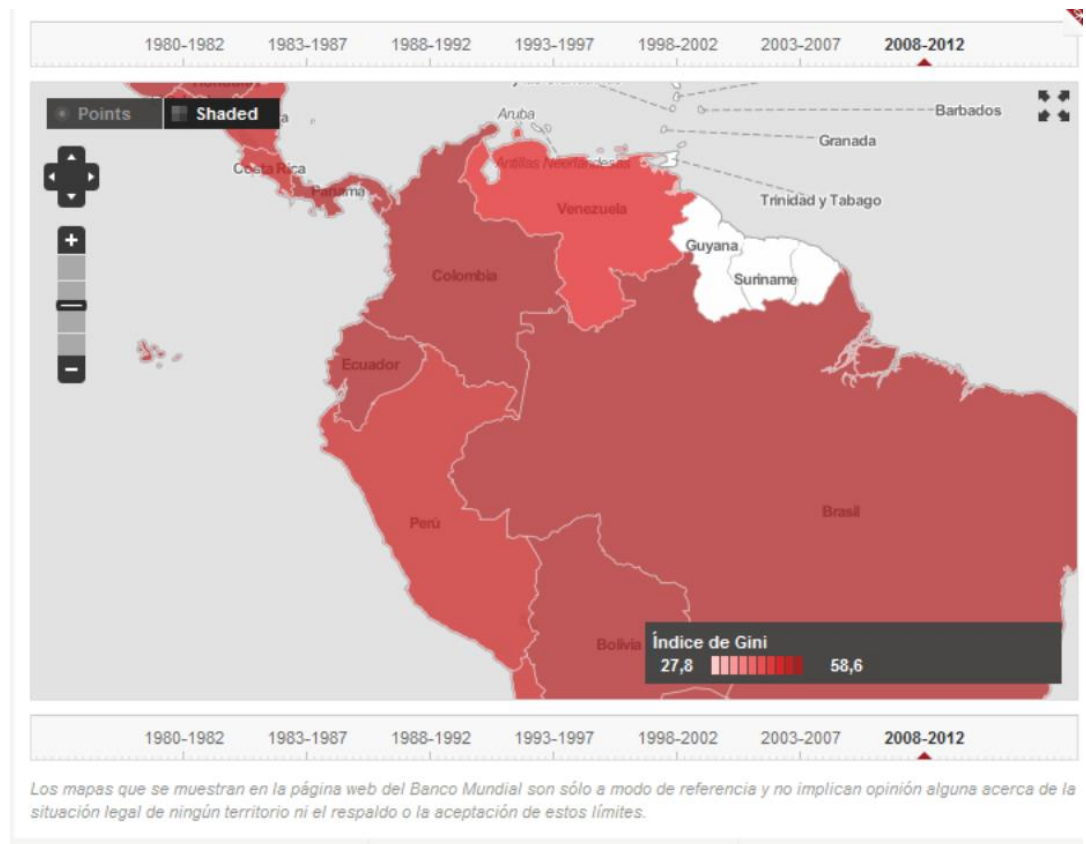 1980-1982 1983-1987 1988-1992 1993-1997 1998-2002 2003-2007 2008-2012
Points Shaded
Aruba
Barbados
Granada
Antillas Neerlandesas
Costa Rica
Panamá
Trinidad y Tabago
Venezuela
Guyana
Colombia
Suriname
Ecuador
Brasil
Perú
Bolivia
Índice de Gini
27,8 58,6
1980-1982 1983-1987 1988-1992 1993-1997 1998-2002 2003-2007 2008-2012
Los mapas que se muestran en la página web del Banco Mundial son sólo a modo de referencia y no implican opinión alguna acerca de la
situación legal de ningún territorio ni el respaldo o la aceptación de estos límites.